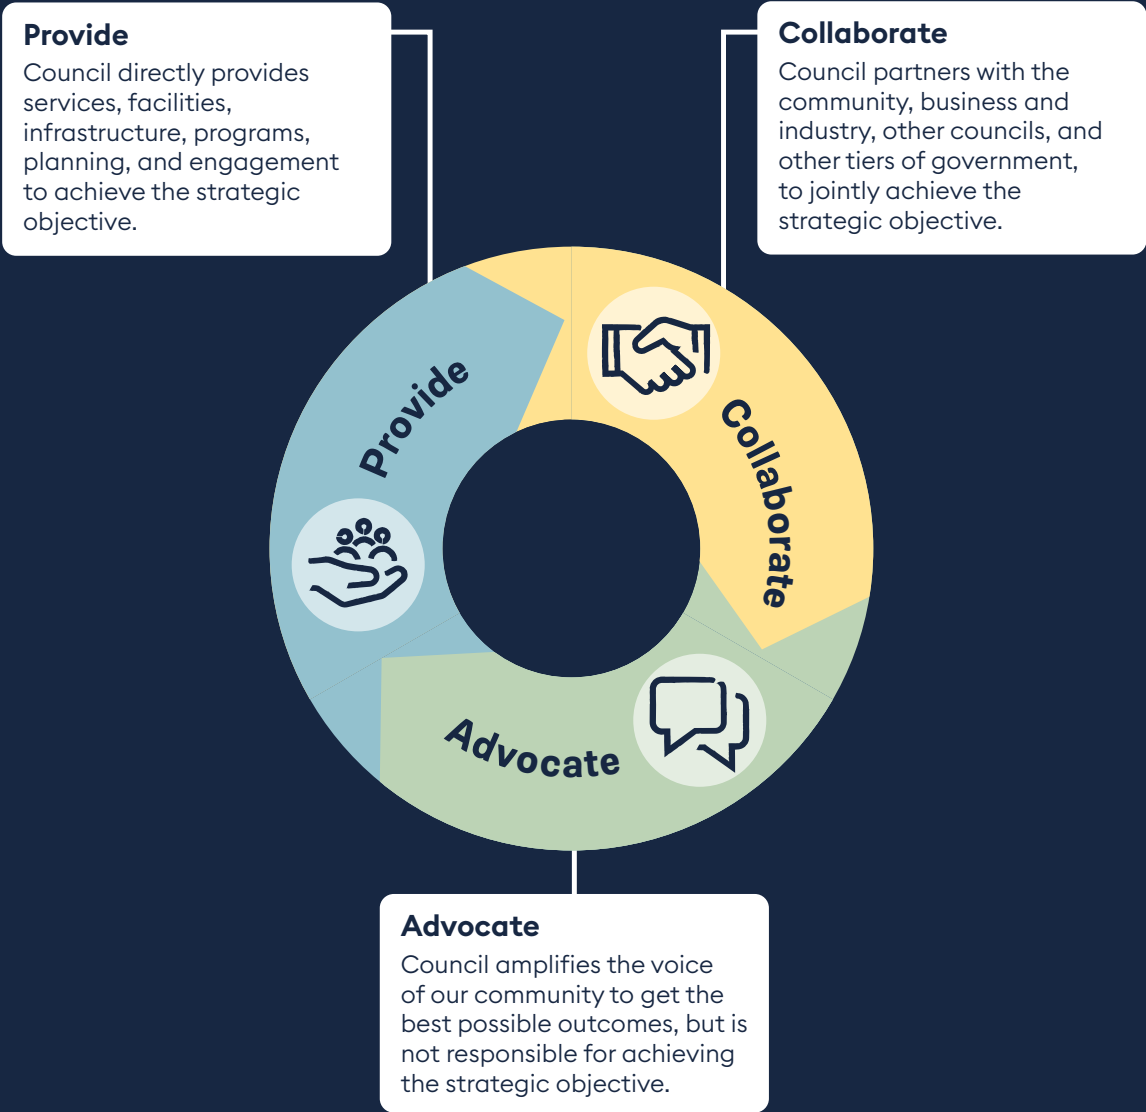 Provide
Council directly provides
services, facilities,
infrastructure, programs,
planning, and engagement
to achieve the strategic
objective.
Collaborate
Council partners with the
community, business and
industry, other councils, and
other tiers of government,
to jointly achieve the
strategic objective.
Provide
Collaborate
Advocate
Advocate
Council amplifies the voice
of our community to get the
best possible outcomes, but is
not responsible for achieving
the strategic objective.